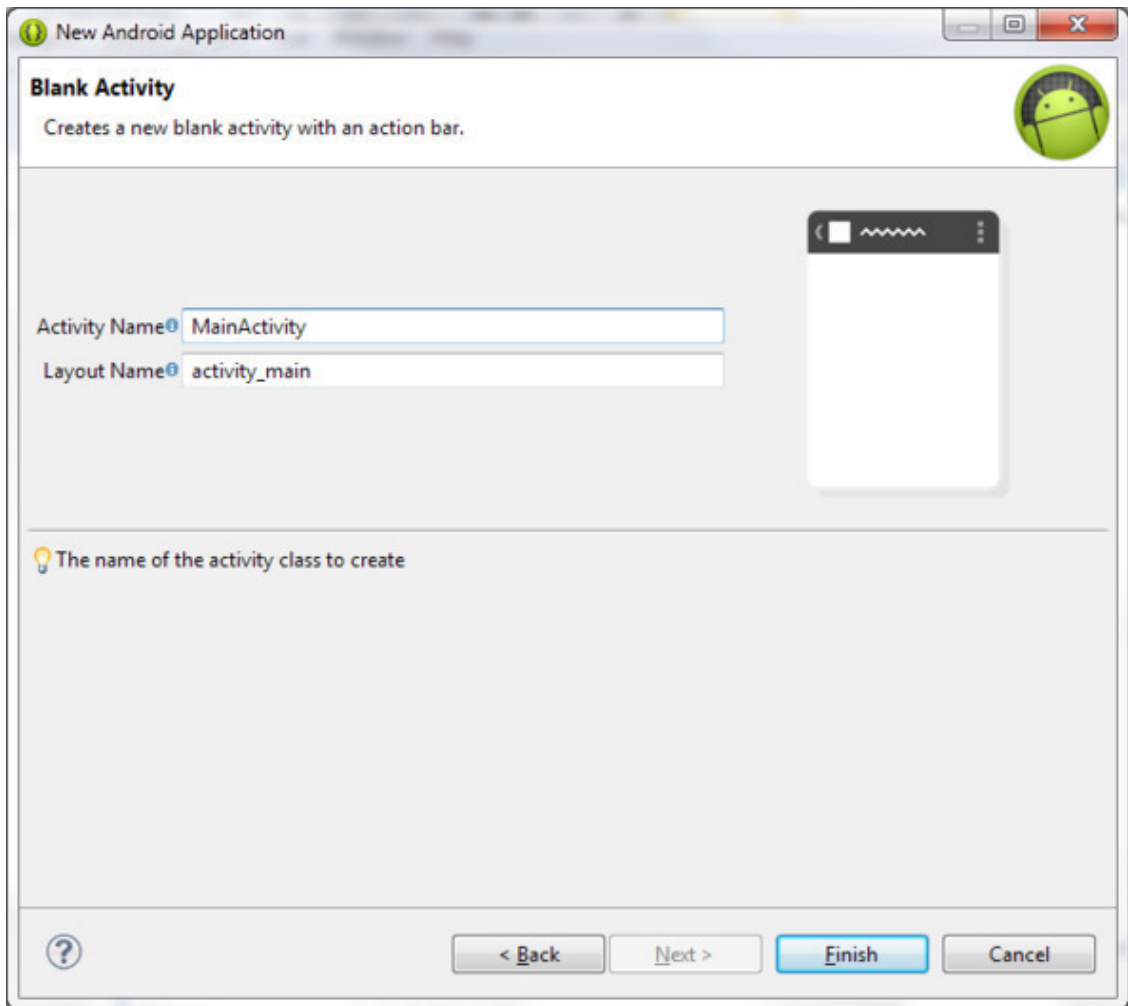 New Android Application
Blank Activity
Creates a new blank activity with an action bar.
Activity Name MainActivity
Layout Name activity_main
The name of the activity class to create
< Back Next > Finish Cancel